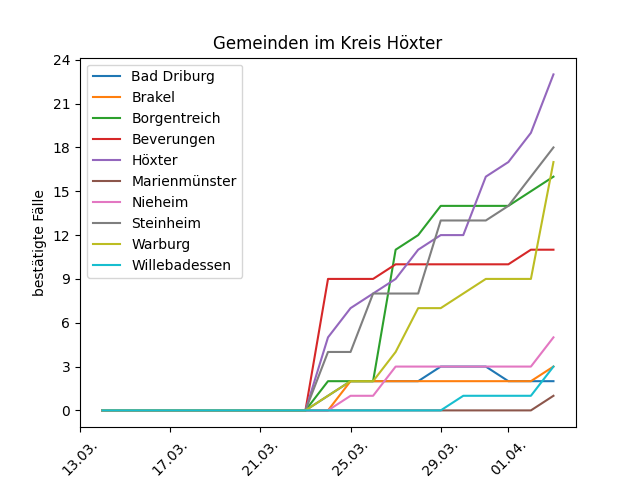 Gemeinden im Kreis Höxter
bestätigte Fälle
24
21
18
15
12
9
6
3
0
Bad Driburg
Brakel
Borgentreich
Beverungen
Höxter
Marienmünster
Nieheim
Steinheim
Warburg
Willebadessen
13.03.
17.03.
21.03.
25.03.
29.03.
01.04.